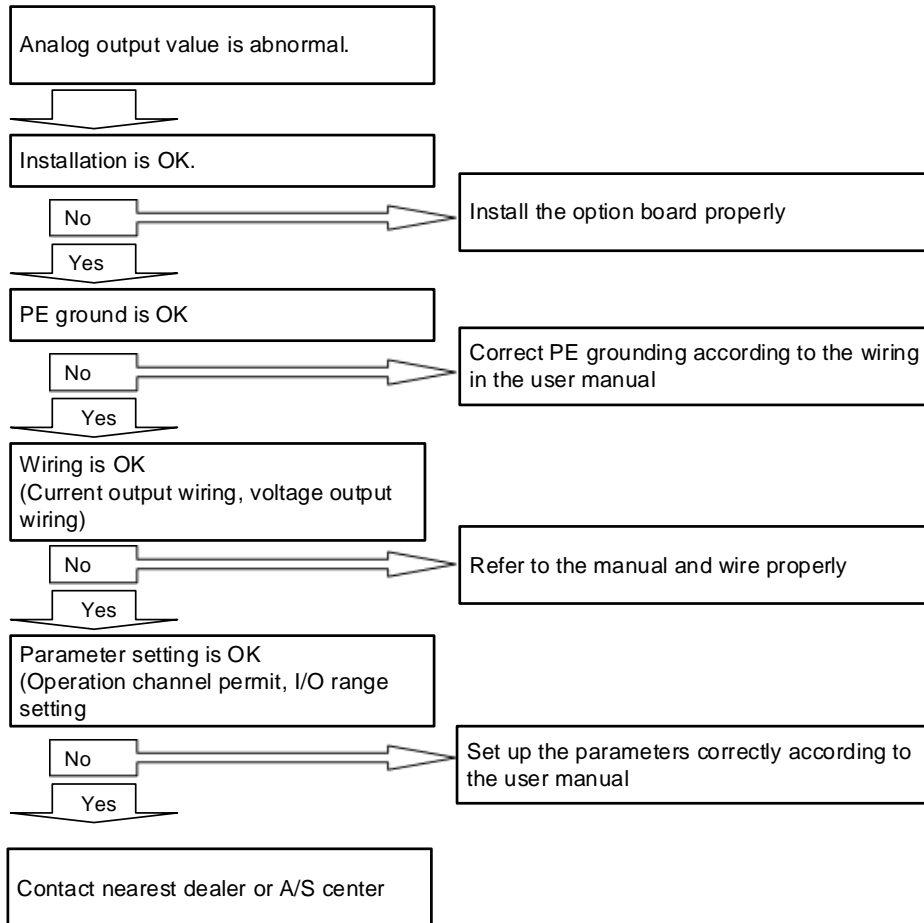 Analog output value is abnormal.
Installation is OK.
No
Install the option board properly
Yes
PE ground is OK
No
Correct PE grounding according to the wiring
in the user manual
Yes
Wiring is OK
(Current output wiring, voltage output
wiring)
No
Refer to the manual and wire properly
Yes
Parameter setting is OK
(Operation channel permit, I/O range
setting
No
Set up the parameters correctly according to
the user manual
Yes
Contact nearest dealer or A/S center